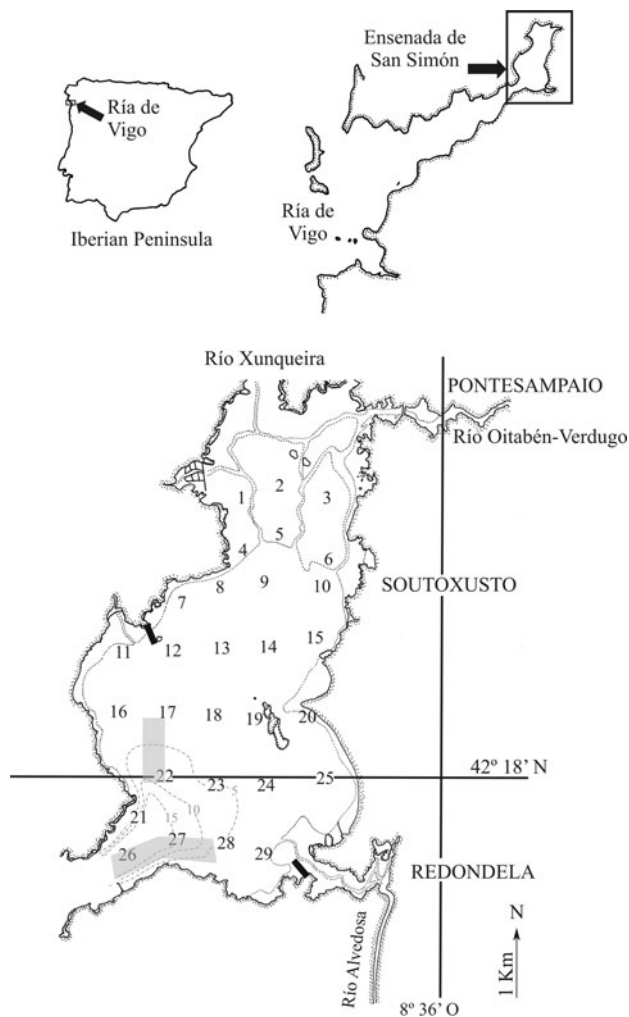 Ensenada de
San Simón
Ría de
Vigo
Iberian Peninsula
Ría de
Vigo
Río Xunqueira
PONTESAMPAIO
Río Oitabén-Verdugo
1
2
3
4
5
6
SOUTOXUSTO
7
8
9
10
11
12
13
14
15
16
17
18
19
20
42º 18’ N
21
22
23
24
25
5
10
15
26
27
28
29
REDONDELA
Río Alvedosa
N
1 Km
8º 36’ O